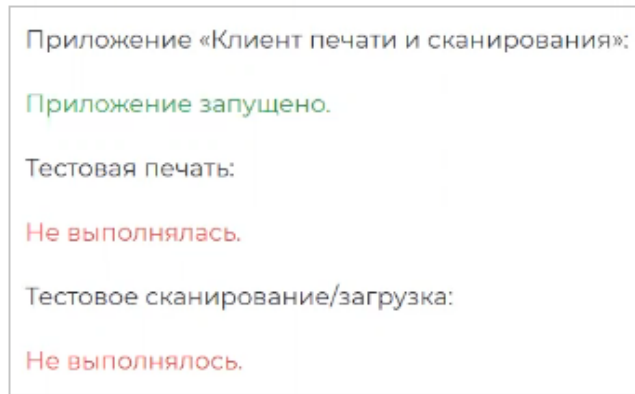 Приложение «Клиент печати и сканирования»:
Приложение запущено.
Тестовая печать:
Не выполнялась.
Тестовое сканирование/загрузка:
Не выполнялось.